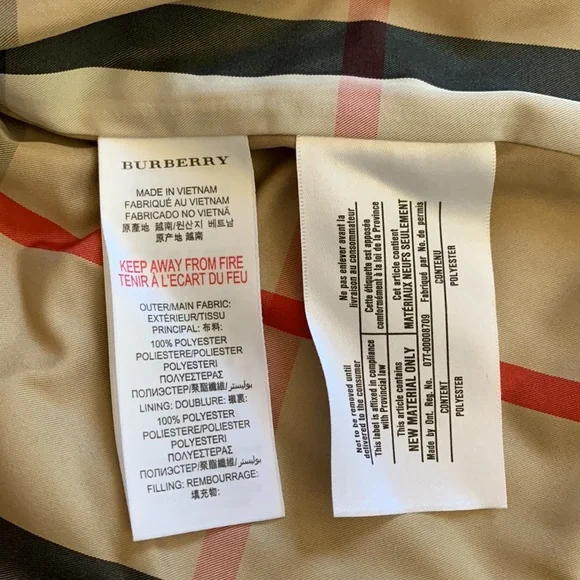 BURBERRY
MADE IN VIETNAM
FABRIQUÉ AU VIETNAM
FABRICADO NO VIETNÃ
原產地 越南/원산지 베트남
原产地 越南
KEEP AWAY FROM FIRE
TENIR À L'ECART DU FEU
OUTER/MAIN FABRIC:
EXTÉRIEUR/TISSU
PRINCIPAL: 布料:
100% POLYESTER
POLIESTERE/POLIESTER
POLYESTERI
ΠΟΛΥΕΣΤΕΡΑΣ
ПОЛИЭСТЕР/聚酯纖維/بوليستر
LINING: DOUBLURE: 襯裏:
100% POLYESTER
POLIESTERE/POLIESTER
POLYESTERI
ΠΟΛΥΕΣΤΕΡΑΣ
ПОЛИЭСТЕР/聚酯纖維/بوليستر
FILLING: REMBOURRAGE:
填充物:
Not to be removed until
delivered to the consumer
This label is affixed in compliance
with Provincial law
This article contains
NEW MATERIAL ONLY
Made by Ont. Reg. No. 07T-00008709 Fabriqué par No. de permis
CONTENT
POLYESTER
Ne pas enlever avant la
livraison au consommateur
Cette étiquette est apposée
conformément à la loi de la Province
Cet article contient
MATÉRIAUX NEUFS SEULEMENT
CONTENU
POLYESTER